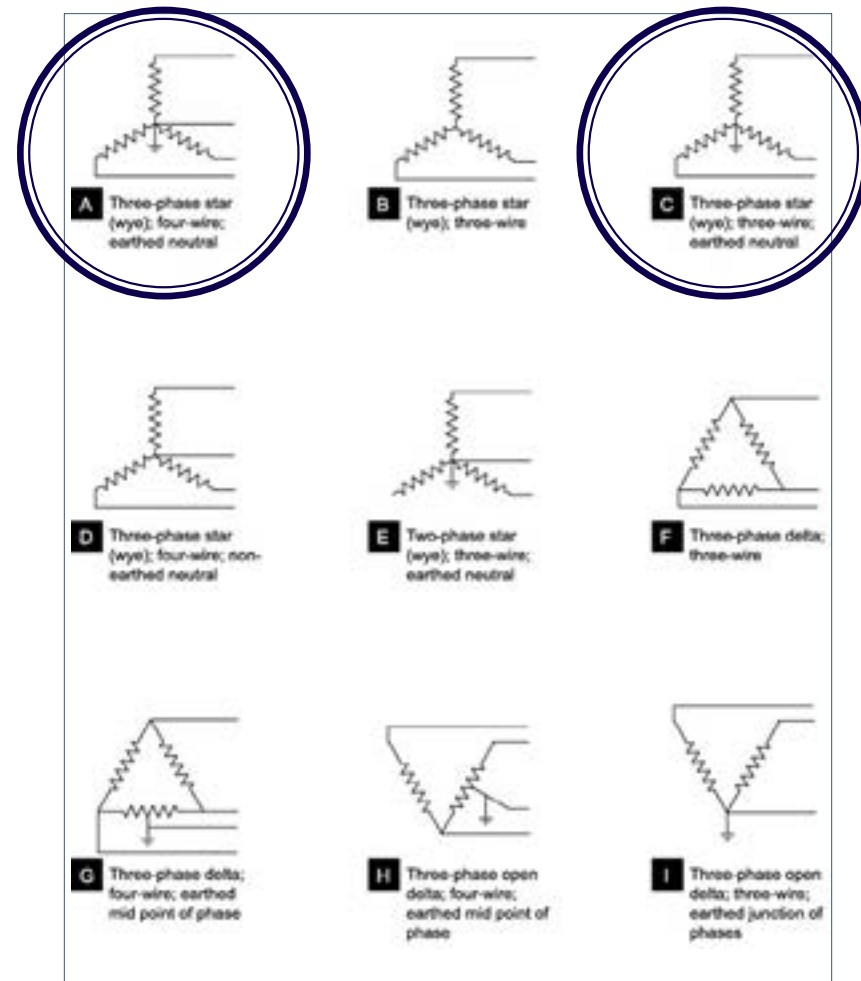 A Three-phase star
(wye); four-wire;
earthed neutral
B Three-phase star
(wye); three-wire
C Three-phase star
(wye); three-wire;
earthed neutral
D Three-phase star
(wye); four-wire; non-
earthed neutral
E Two-phase star
(wye); three-wire;
earthed neutral
F Three-phase delta;
three-wire
G Three-phase delta;
four-wire; earthed
mid point of phase
H Three-phase open
delta; four-wire;
earthed mid point of
phase
I Three-phase open
delta; three-wire;
earthed junction of
phases